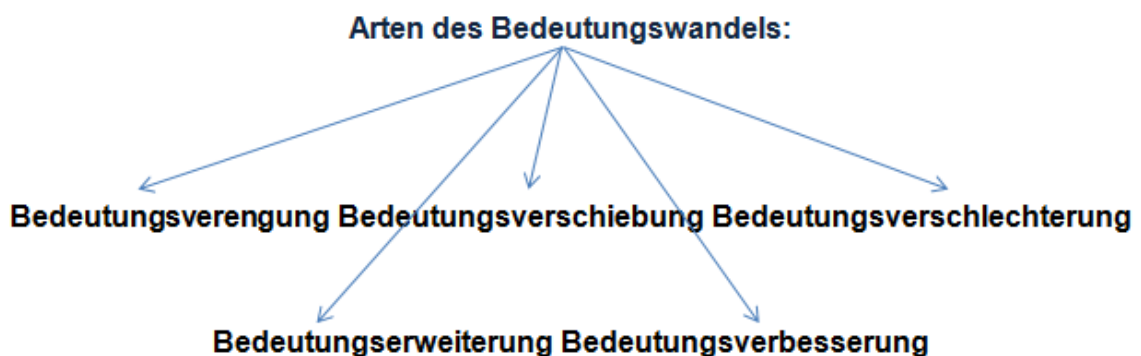 Arten des Bedeutungswandels:
Bedeutungsverengung Bedeutungsverschiebung Bedeutungsverschlechterung
Bedeutungserweiterung Bedeutungsverbesserung